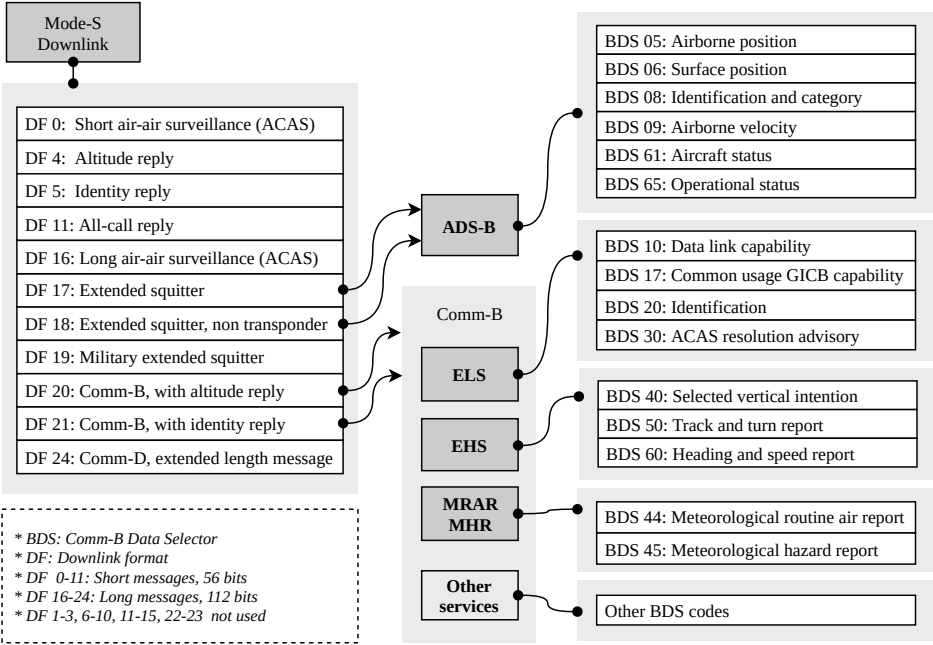 Mode-S
Downlink
DF 0:  Short air-air surveillance (ACAS)
DF 4:  Altitude reply
DF 5:  Identity reply
DF 11: All-call reply
DF 16: Long air-air surveillance (ACAS)
DF 17: Extended squitter
DF 18: Extended squitter, non transponder
DF 19: Military extended squitter
DF 20: Comm-B, with altitude reply
DF 21: Comm-B, with identity reply
DF 24: Comm-D, extended length message
* BDS: Comm-B Data Selector
* DF: Downlink format
* DF  0-11: Short messages, 56 bits
* DF 16-24: Long messages, 112 bits
* DF 1-3, 6-10, 11-15, 22-23  not used
ADS-B
Comm-B
ELS
EHS
MRAR
MHR
Other
services
BDS 05: Airborne position
BDS 06: Surface position
BDS 08: Identification and category
BDS 09: Airborne velocity
BDS 61: Aircraft status
BDS 65: Operational status
BDS 10: Data link capability
BDS 17: Common usage GICB capability
BDS 20: Identification
BDS 30: ACAS resolution advisory
BDS 40: Selected vertical intention
BDS 50: Track and turn report
BDS 60: Heading and speed report
BDS 44: Meteorological routine air report
BDS 45: Meteorological hazard report
Other BDS codes